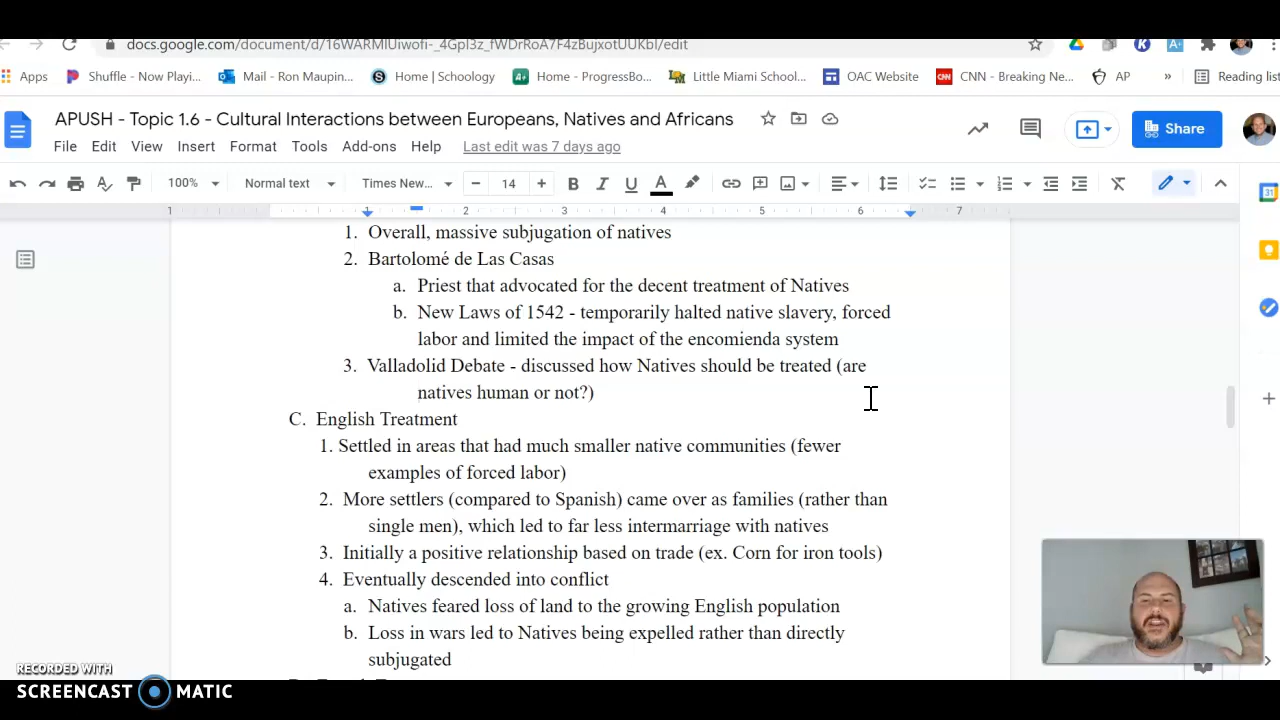 docs.google.com/document/d/16WARMIUiwofi-_4GpI3z_fWDrRoA7F4zBujxotUUKbI/edit
Apps Shuffle - Now Playi... Mail - Ron Maupin... Home | Schoology Home - ProgressBo... Little Miami School... OAC Website CNN - Breaking Ne... AP » Reading list
APUSH - Topic 1.6 - Cultural Interactions between Europeans, Natives and Africans
Share
File Edit View Insert Format Tools Add-ons Help Last edit was 7 days ago
100% Normal text Times New... − 14 + B I U A
1 1 2 3 4 5 6 7
1. Overall, massive subjugation of natives
2. Bartolomé de Las Casas
a. Priest that advocated for the decent treatment of Natives
b. New Laws of 1542 - temporarily halted native slavery, forced
labor and limited the impact of the encomienda system
3. Valladolid Debate - discussed how Natives should be treated (are
natives human or not?)
C. English Treatment
1. Settled in areas that had much smaller native communities (fewer
examples of forced labor)
2. More settlers (compared to Spanish) came over as families (rather than
single men), which led to far less intermarriage with natives
3. Initially a positive relationship based on trade (ex. Corn for iron tools)
4. Eventually descended into conflict
a. Natives feared loss of land to the growing English population
b. Loss in wars led to Natives being expelled rather than directly
subjugated
RECORDED WITH
SCREENCAST MATIC